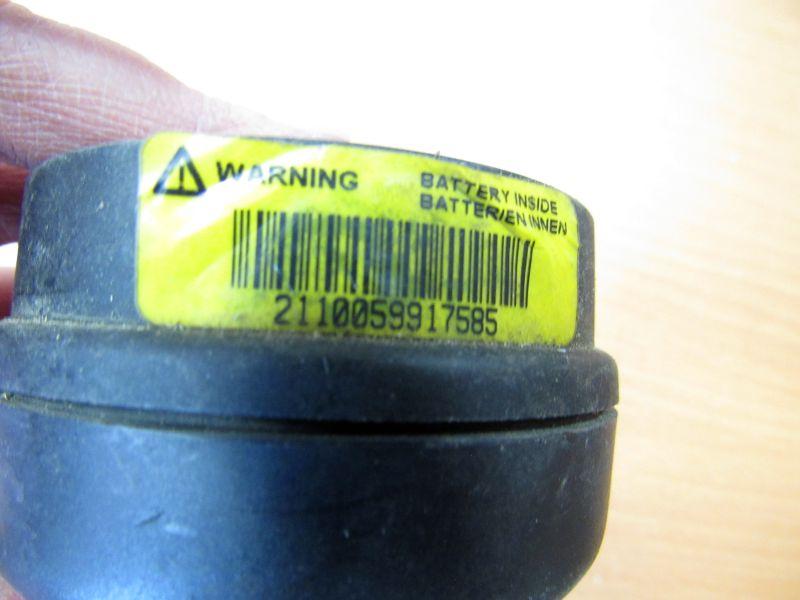 WARNING
BATTERY INSIDE
BATTERIEN INNEN
2110059917585